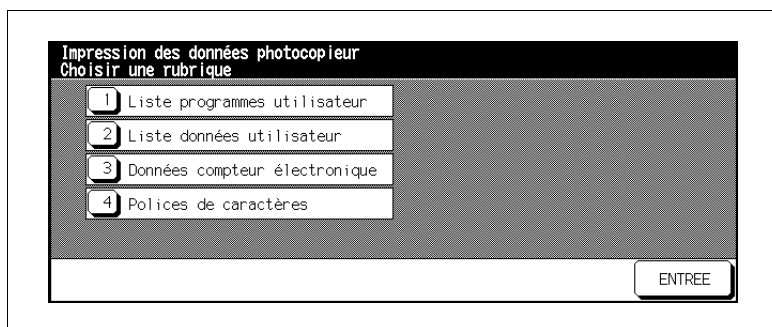 Impression des données photocopieur
Choisir une rubrique
1 Liste programmes utilisateur
2 Liste données utilisateur
3 Données compteur électronique
4 Polices de caractères
ENTREE